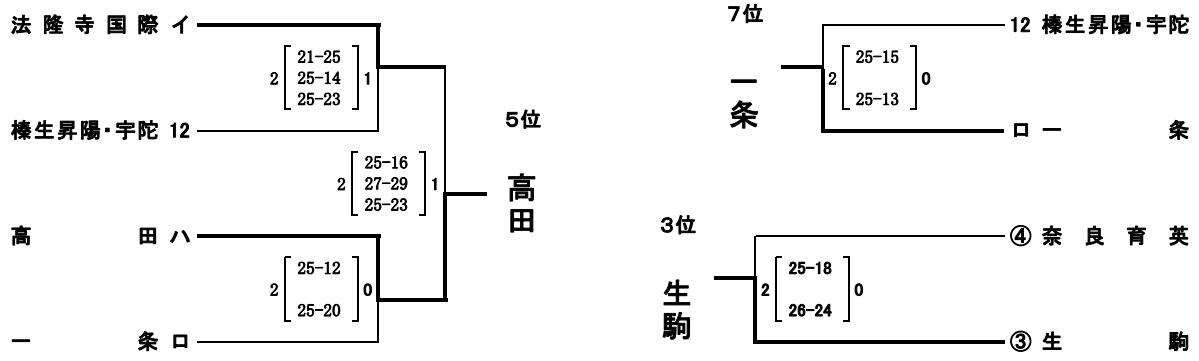 法隆寺国際 イ
2 21-25 1
25-14
25-23
榛生昇陽・宇陀 12
2 25-16 1
27-29
25-23
5位
高田
高田 ハ
2 25-12 0
25-20
一条 ロ
7位
一条
12 榛生昇陽・宇陀
2 25-15 0
25-13
ロ 一条
3位
生駒
④ 奈良育英
2 25-18 0
26-24
③ 生駒